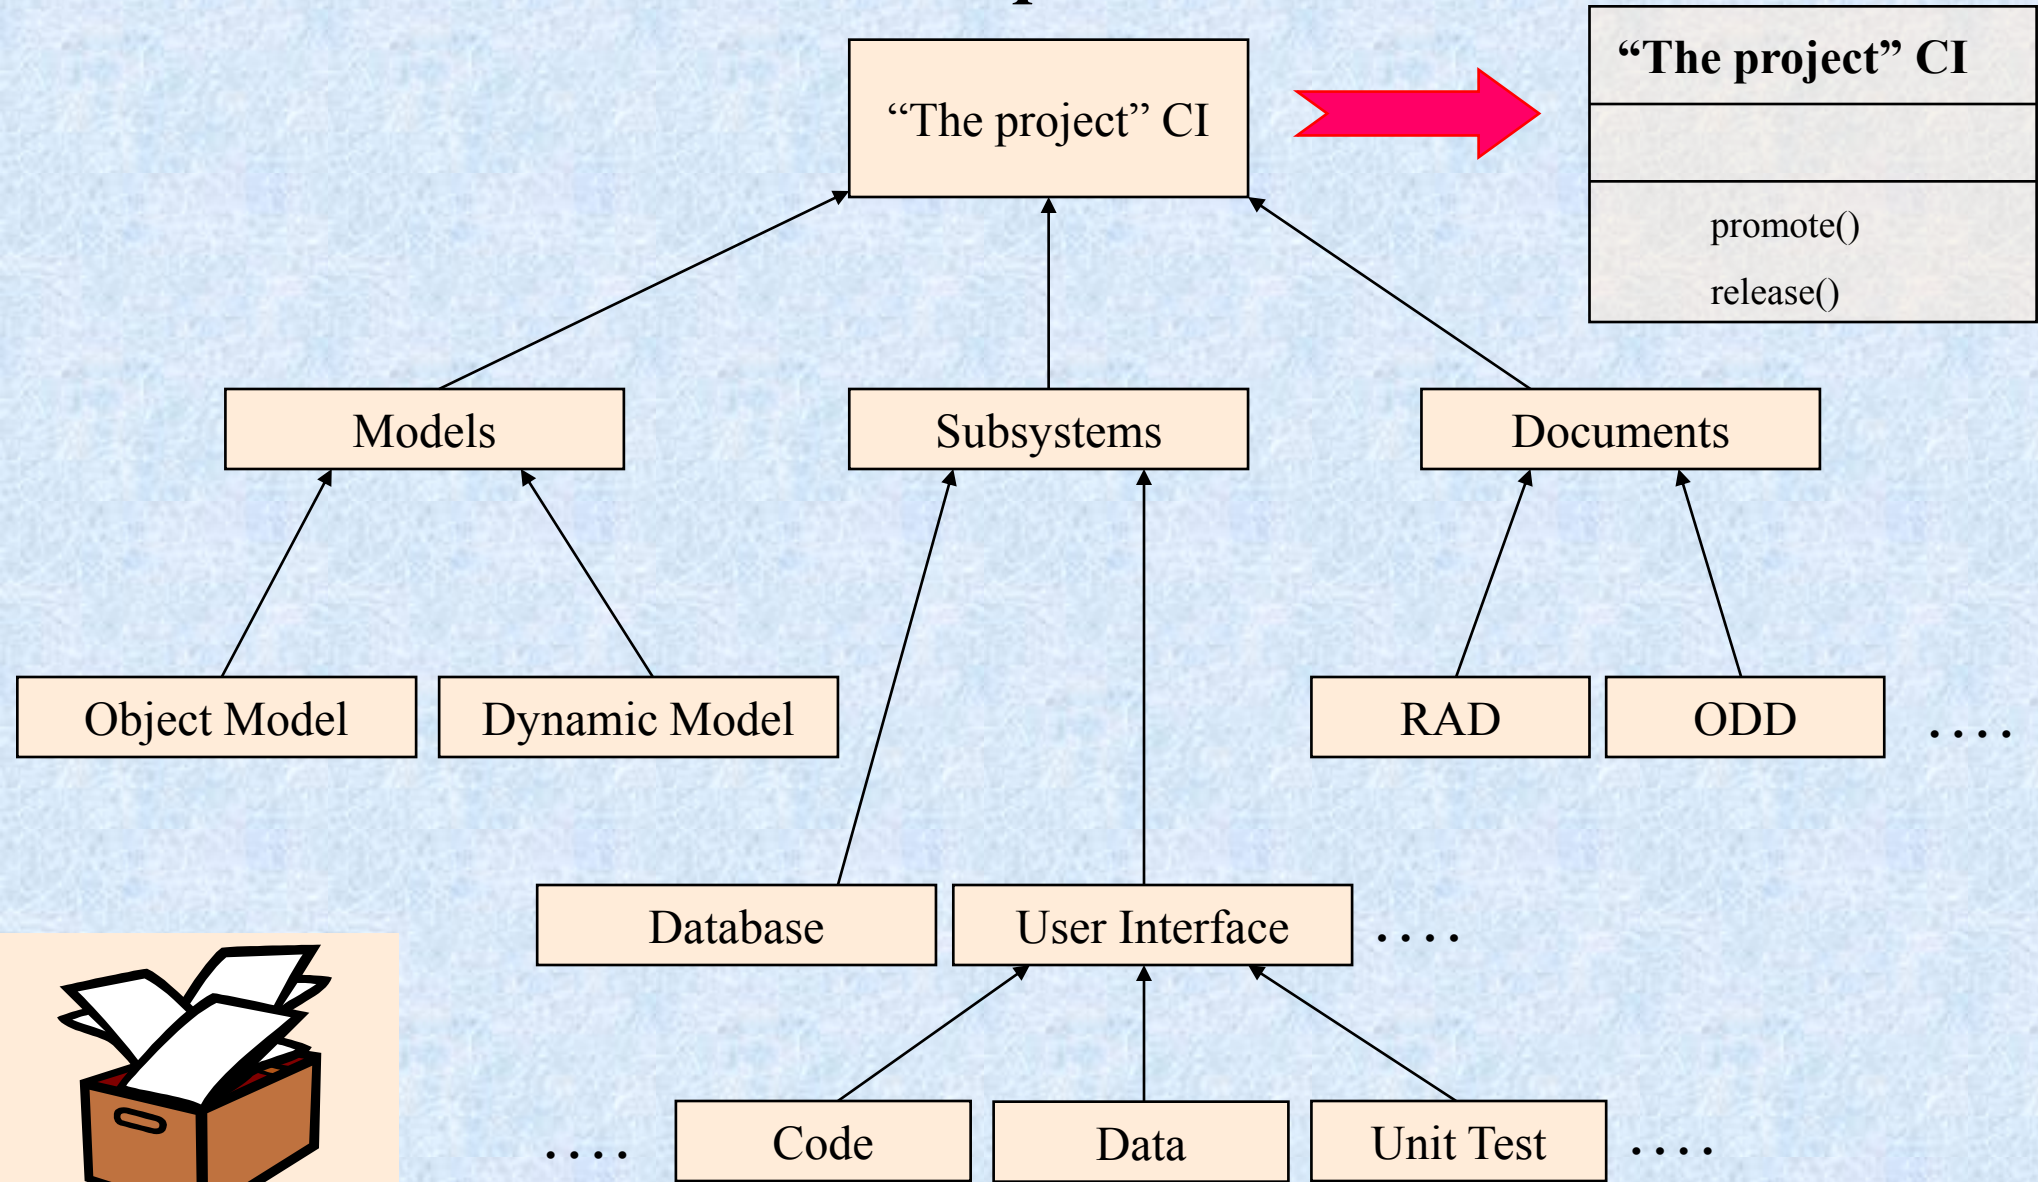 “The project” CI
“The project” CI
promote()
release()
Models
Subsystems
Documents
Object Model
Dynamic Model
RAD
ODD
....
Database
User Interface
....
....
Code
Data
Unit Test
....